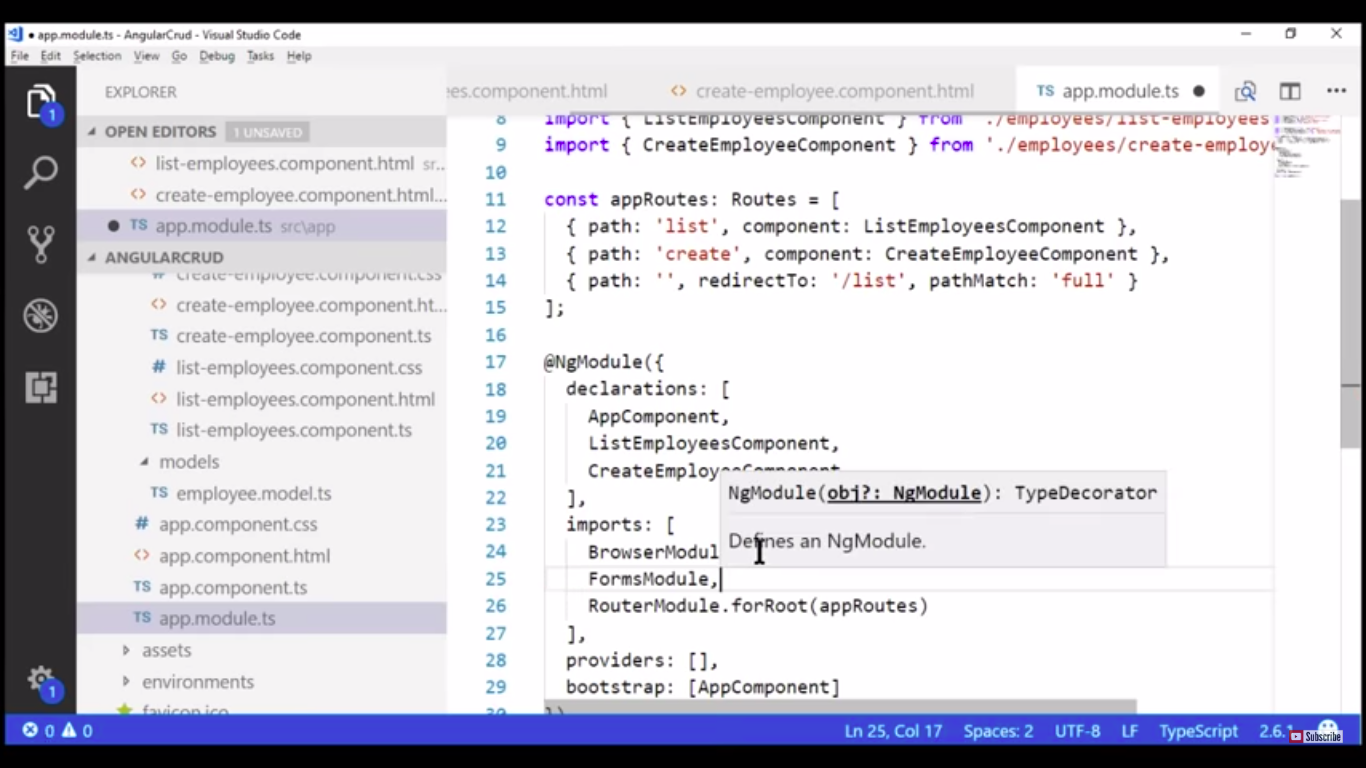 app.module.ts - AngularCrud - Visual Studio Code
File Edit Selection View Go Debug Tasks Help
EXPLORER
OPEN EDITORS 1 UNSAVED
list-employees.component.html sr...
create-employee.component.html...
app.module.ts src\app
ANGULARCRUD
create-employee.component.css
create-employee.component.ht...
create-employee.component.ts
list-employees.component.css
list-employees.component.html
list-employees.component.ts
models
employee.model.ts
app.component.css
app.component.html
app.component.ts
app.module.ts
assets
environments
favicon.ico
1
1
ees.component.html create-employee.component.html app.module.ts
8 import { ListEmployeesComponent } from './employees/list-employees
9 import { CreateEmployeeComponent } from './employees/create-employe
10
11 const appRoutes: Routes = [
12 { path: 'list', component: ListEmployeesComponent },
13 { path: 'create', component: CreateEmployeeComponent },
14 { path: '', redirectTo: '/list', pathMatch: 'full' }
15 ];
16
17 @NgModule({
18 declarations: [
19 AppComponent,
20 ListEmployeesComponent,
21 CreateEmployeeComponent
22 ],
23 imports: [
24 BrowserModul
25 FormsModule,
26 RouterModule.forRoot(appRoutes)
27 ],
28 providers: [],
29 bootstrap: [AppComponent]
30 })
NgModule(obj?: NgModule): TypeDecorator
Defines an NgModule.
0 0 Ln 25, Col 17 Spaces: 2 UTF-8 LF TypeScript 2.6.1
Subscribe